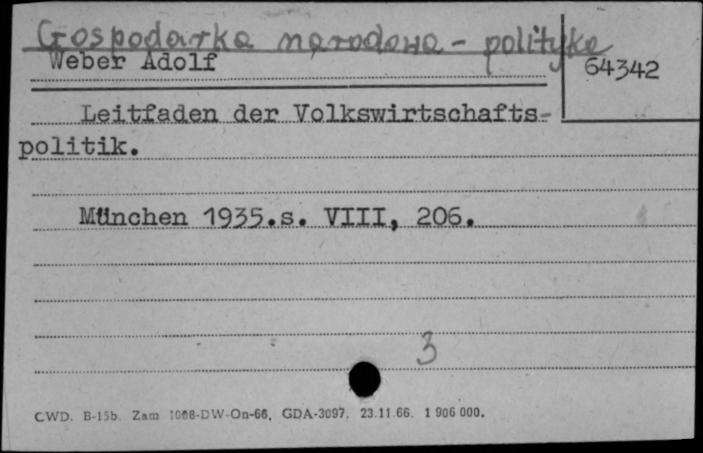 Gospodarka narodowa - polityka
Weber Adolf
64342
Leitfaden der Volkswirtschafts-
politik.
München 1935.s. VIII, 206.
3
CWD. B-15b. Zam 1068-DW-On-66, GDA-3097. 23.11.66. 1 906 000.